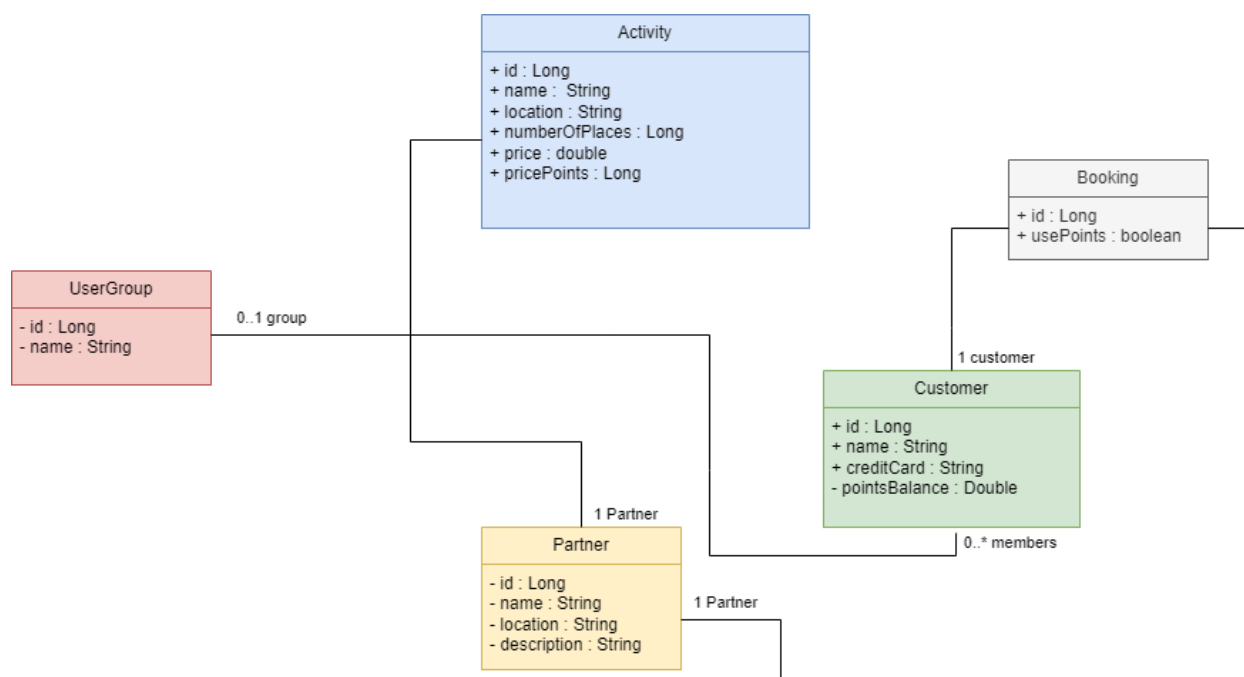 Activity
+ id : Long
+ name :  String
+ location : String
+ numberOfPlaces : Long
+ price : double
+ pricePoints : Long
Booking
+ id : Long
+ usePoints : boolean
UserGroup
- id : Long
- name : String
0..1 group
1 customer
Customer
+ id : Long
+ name : String
+ creditCard : String
- pointsBalance : Double
0..* members
1 Partner
Partner
- id : Long
- name : String
- location : String
- description : String
1 Partner